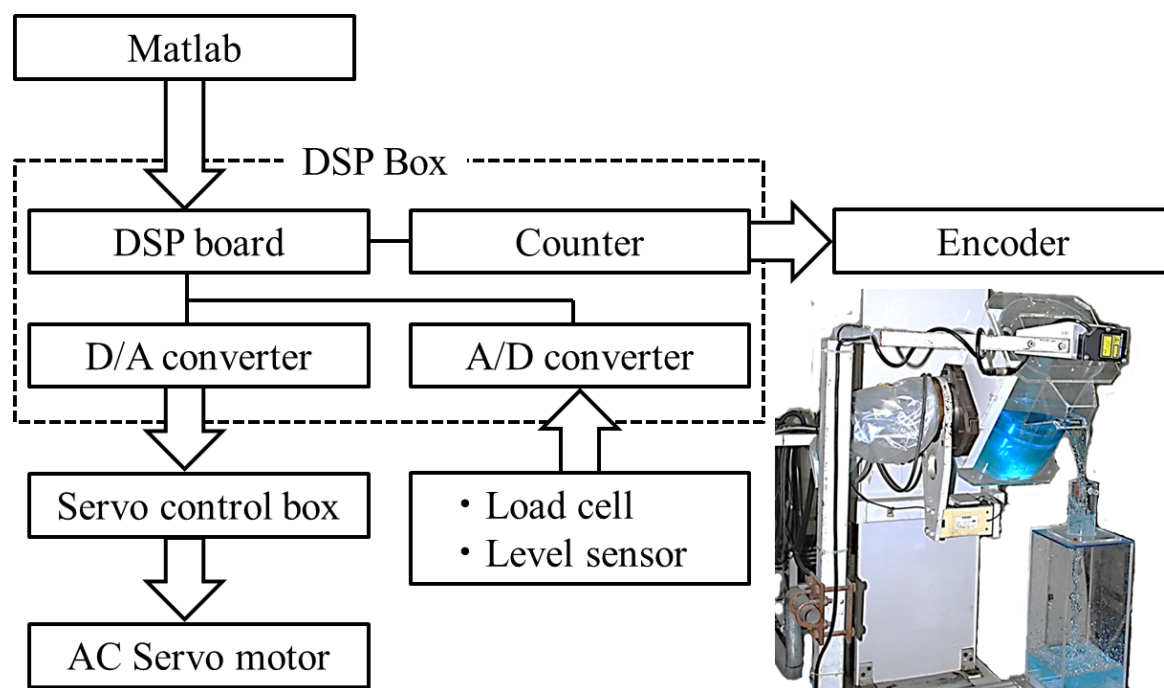 Matlab
DSP Box
DSP board
Counter
Encoder
D/A converter
A/D converter
Servo control box
・Load cell
・Level sensor
AC Servo motor